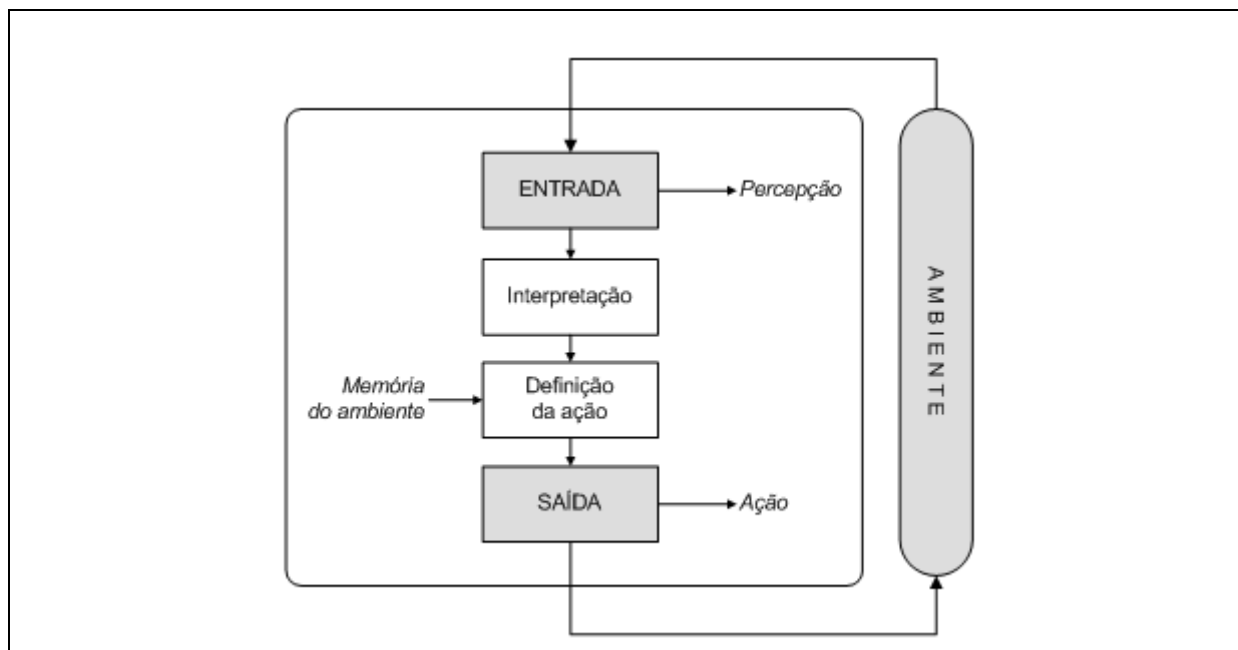 ENTRADA
Percepção
Interpretação
Memória
do ambiente
Definição
da ação
SAÍDA
Ação
AMBIENTE